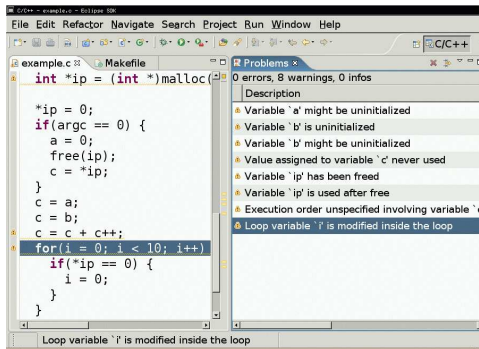 C/C++ - example.c - Eclipse SDK
File Edit Refactor Navigate Search Project Run Window Help
C/C++
example.c Makefile
int *ip = (int *)malloc(
*ip = 0;
if(argc == 0) {
a = 0;
free(ip);
c = *ip;
}
c = a;
c = b;
c = c + c++;
for(i = 0; i < 10; i++)
if(*ip == 0) {
i = 0;
}
}
Problems
0 errors, 8 warnings, 0 infos
Description
Variable `a' might be uninitialized
Variable `b' is uninitialized
Variable `b' might be uninitialized
Value assigned to variable `c' never used
Variable `ip' has been freed
Variable `ip' is used after free
Execution order unspecified involving variable `c
Loop variable `i' is modified inside the loop
Loop variable `i' is modified inside the loop